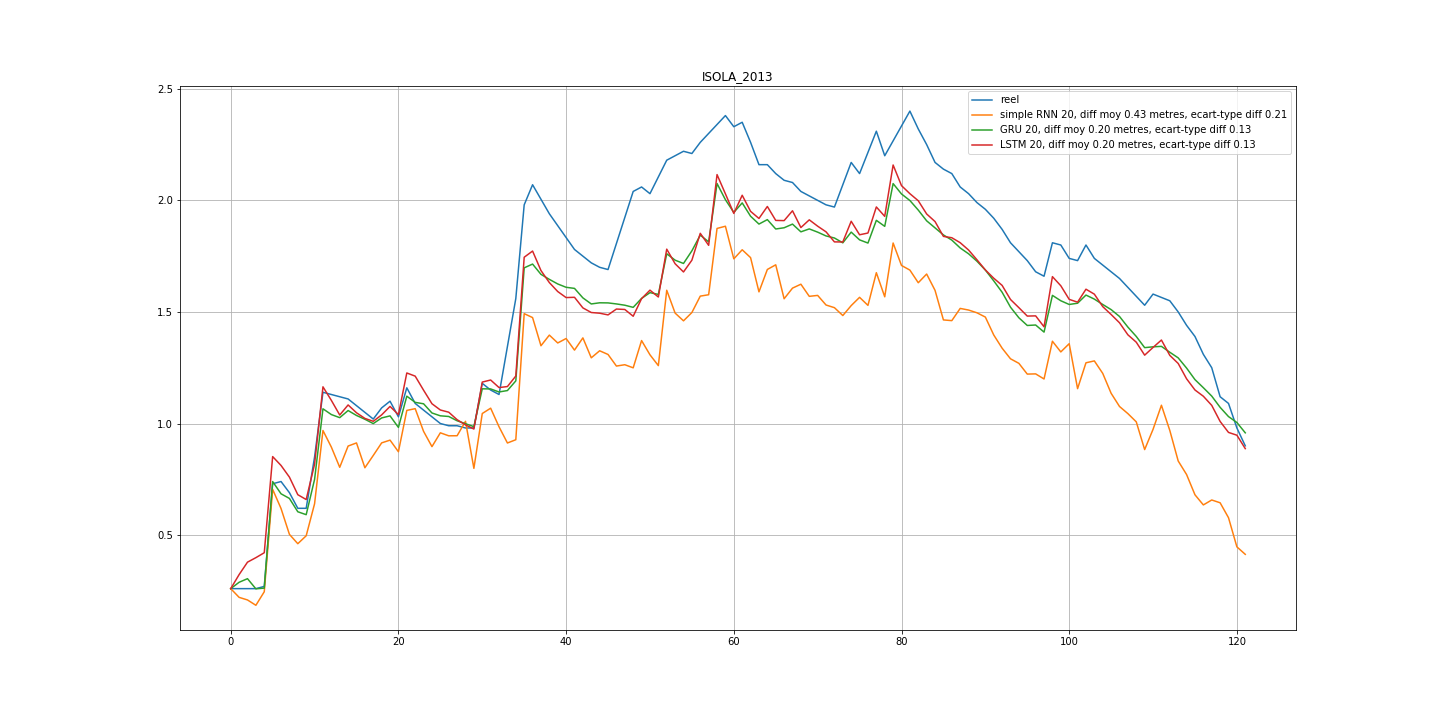 ISOLA_2013
2.5
2.0
1.5
1.0
0.5
reel
simple RNN 20, diff moy 0.43 metres, ecart-type diff 0.21
GRU 20, diff moy 0.20 metres, ecart-type diff 0.13
LSTM 20, diff moy 0.20 metres, ecart-type diff 0.13
0 20 40 60 80 100 120